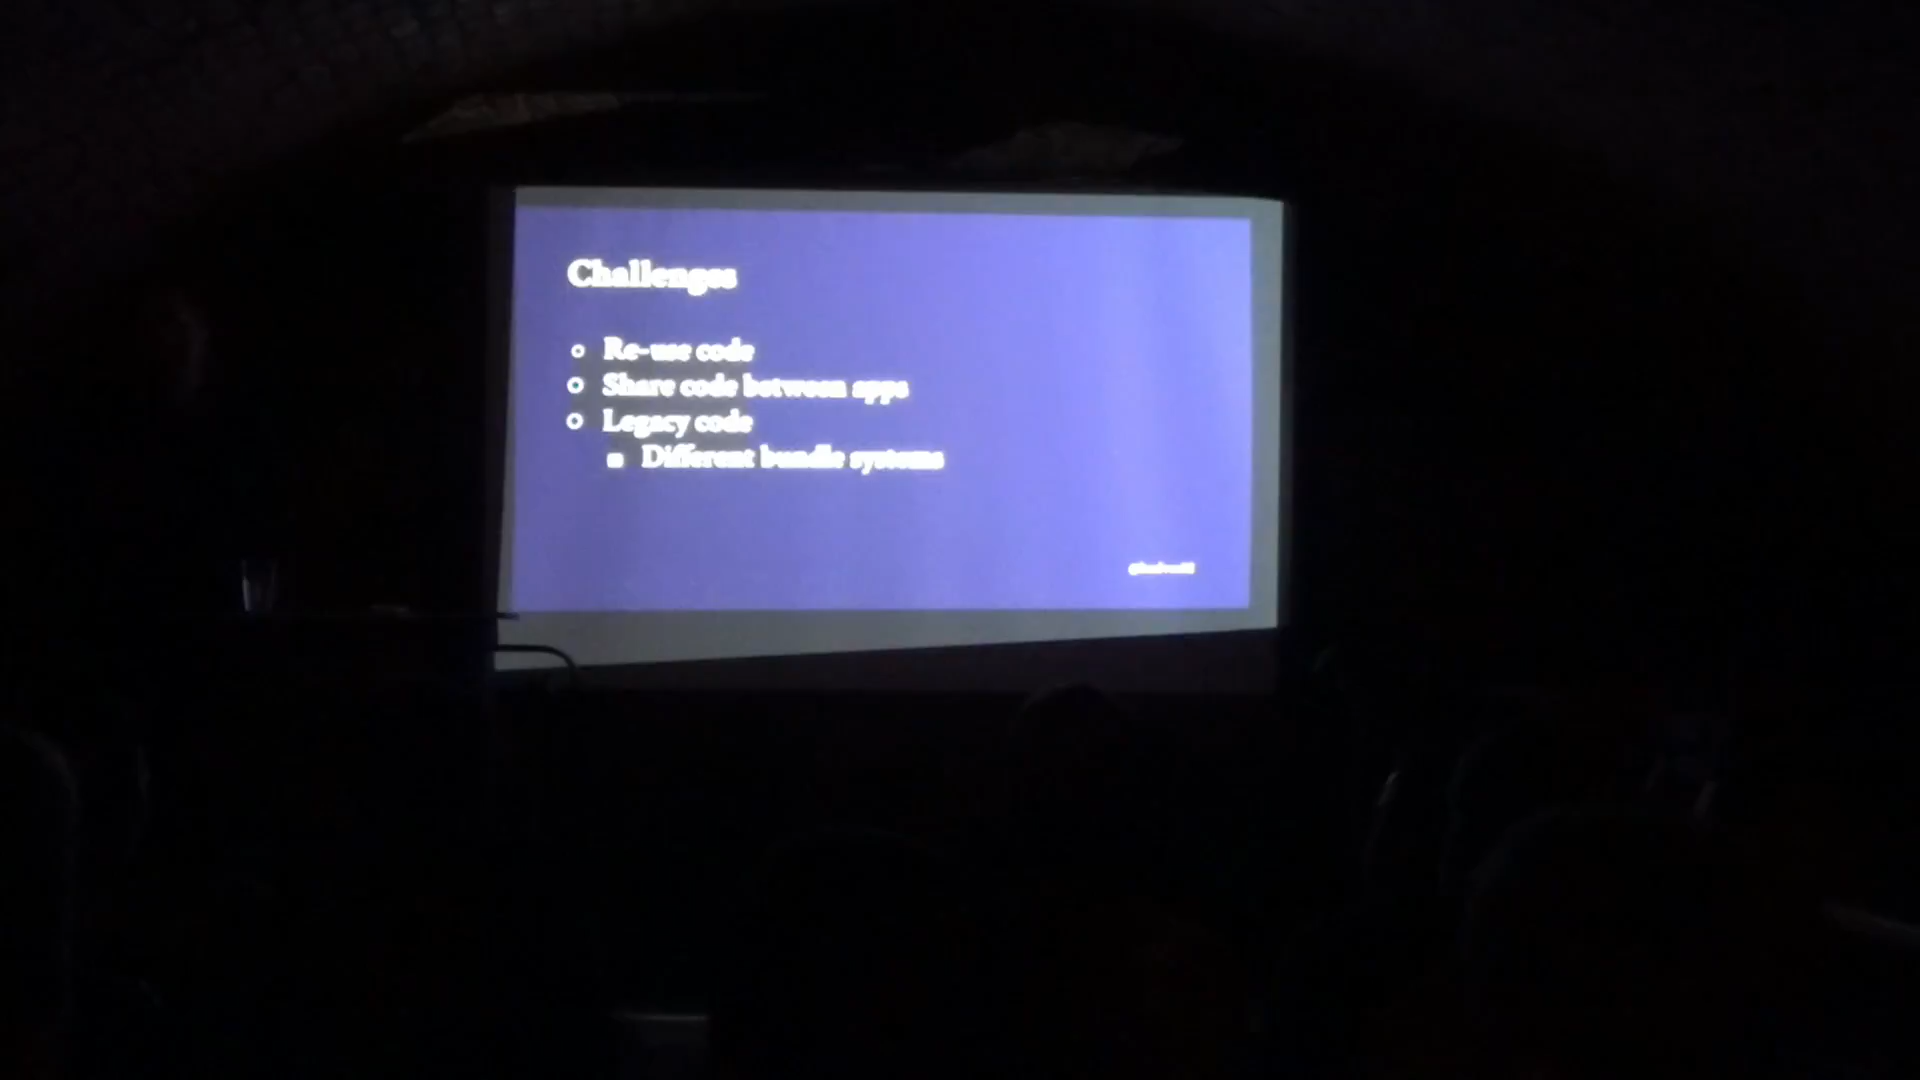 Challenges
Re-use code
Share code between apps
Legacy code
Different bundle systems